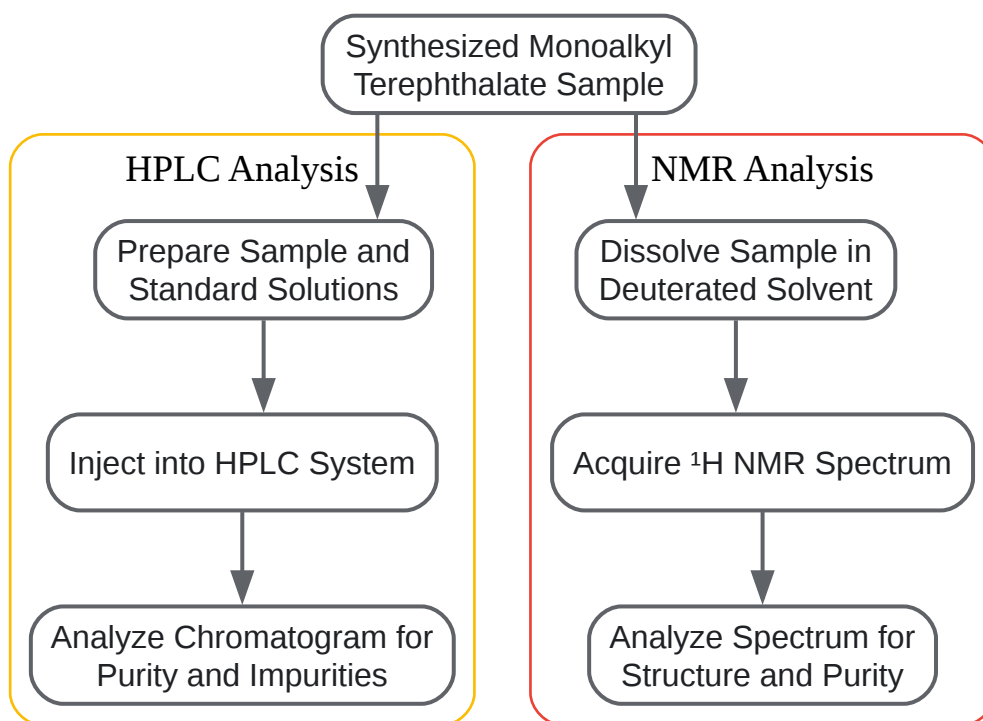 Synthesized Monoalkyl
Terephthalate Sample
HPLC Analysis
Prepare Sample and
Standard Solutions
Inject into HPLC System
Analyze Chromatogram for
Purity and Impurities
NMR Analysis
Dissolve Sample in
Deuterated Solvent
Acquire ¹H NMR Spectrum
Analyze Spectrum for
Structure and Purity